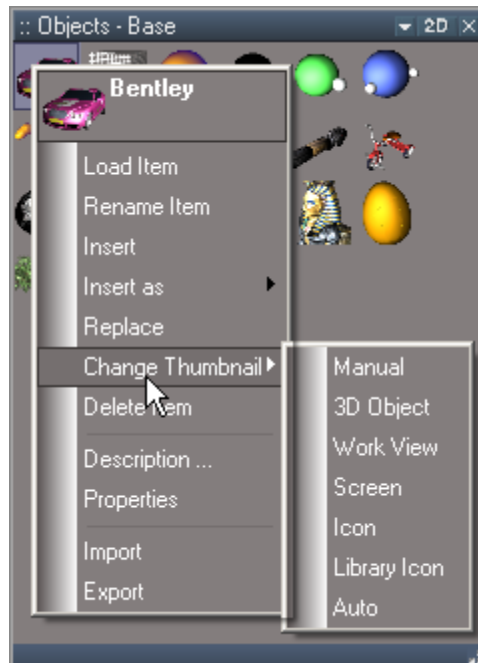 :: Objects - Base
2D
Bentley
Load Item
Rename Item
Insert
Insert as
Replace
Change Thumbnail
Delete Item
Description ...
Properties
Import
Export
Manual
3D Object
Work View
Screen
Icon
Library Icon
Auto